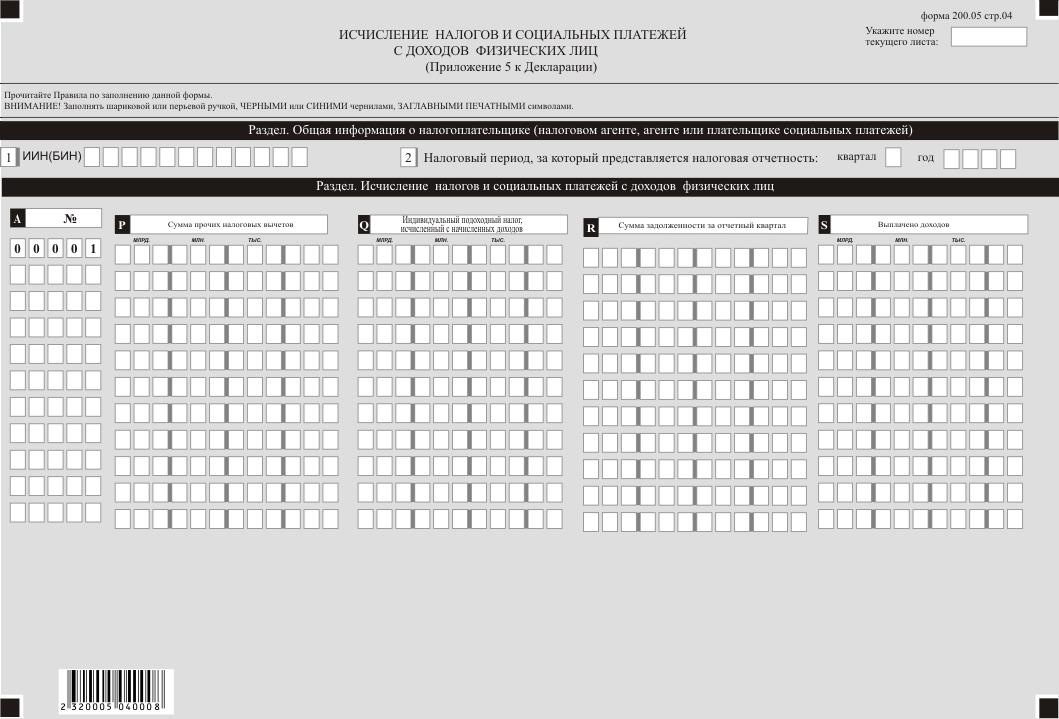 форма 200.05 стр.04
ИСЧИСЛЕНИЕ НАЛОГОВ И СОЦИАЛЬНЫХ ПЛАТЕЖЕЙ
С ДОХОДОВ ФИЗИЧЕСКИХ ЛИЦ
(Приложение 5 к Декларации)
Укажите номер
текущего листа:
Прочитайте Правила по заполнению данной формы.
ВНИМАНИЕ! Заполнять шариковой или перьевой ручкой, ЧЕРНЫМИ или СИНИМИ чернилами, ЗАГЛАВНЫМИ ПЕЧАТНЫМИ символами.
Раздел. Общая информация о налогоплательщике (налоговом агенте, агенте или плательщике социальных платежей)
1 ИИН(БИН) 2 Налоговый период, за который представляется налоговая отчетность: квартал год
Раздел. Исчисление налогов и социальных платежей с доходов физических лиц
A №
P Сумма прочих налоговых вычетов
Q Индивидуальный подоходный налог,
исчисленный с начисленных доходов
R Сумма задолженности за отчетный квартал
S Выплачено доходов
МЛРД. МЛН. ТЫС. МЛРД. МЛН. ТЫС. МЛРД. МЛН. ТЫС.
0 0 0 0 1
2 320005 040008